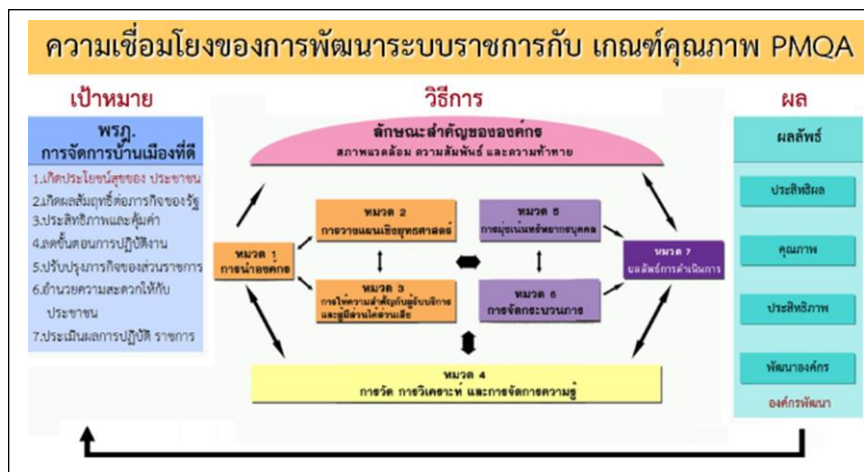 ความเชื่อมโยงของการพัฒนาระบบราชการกับ เกณฑ์คุณภาพ PMQA
เป้าหมาย
วิธีการ
ผล
พรฎ.
การจัดการบ้านเมืองที่ดี
1.เกิดประโยชน์สุขของ ประชาชน
2.เกิดผลสัมฤทธิ์ต่อภารกิจของรัฐ
3.ประสิทธิภาพและคุ้มค่า
4.ลดขั้นตอนการปฏิบัติงาน
5.ปรับปรุงภารกิจของส่วนราชการ
6.อำนวยความสะดวกให้กับ
ประชาชน
7.ประเมินผลการปฏิบัติ ราชการ
ลักษณะสำคัญขององค์กร
สภาพแวดล้อม ความสัมพันธ์ และความท้าทาย
หมวด 1
การนำองค์กร
หมวด 2
การวางแผนเชิงยุทธศาสตร์
หมวด 3
การให้ความสำคัญกับผู้รับบริการ
และผู้มีส่วนได้ส่วนเสีย
หมวด 5
การมุ่งเน้นทรัพยากรบุคคล
หมวด 6
การจัดกระบวนการ
หมวด 7
ผลลัพธ์การดำเนินการ
หมวด 4
การวัด การวิเคราะห์ และการจัดการความรู้
ผลลัพธ์
ประสิทธิผล
คุณภาพ
ประสิทธิภาพ
พัฒนาองค์กร
องค์กรพัฒนา